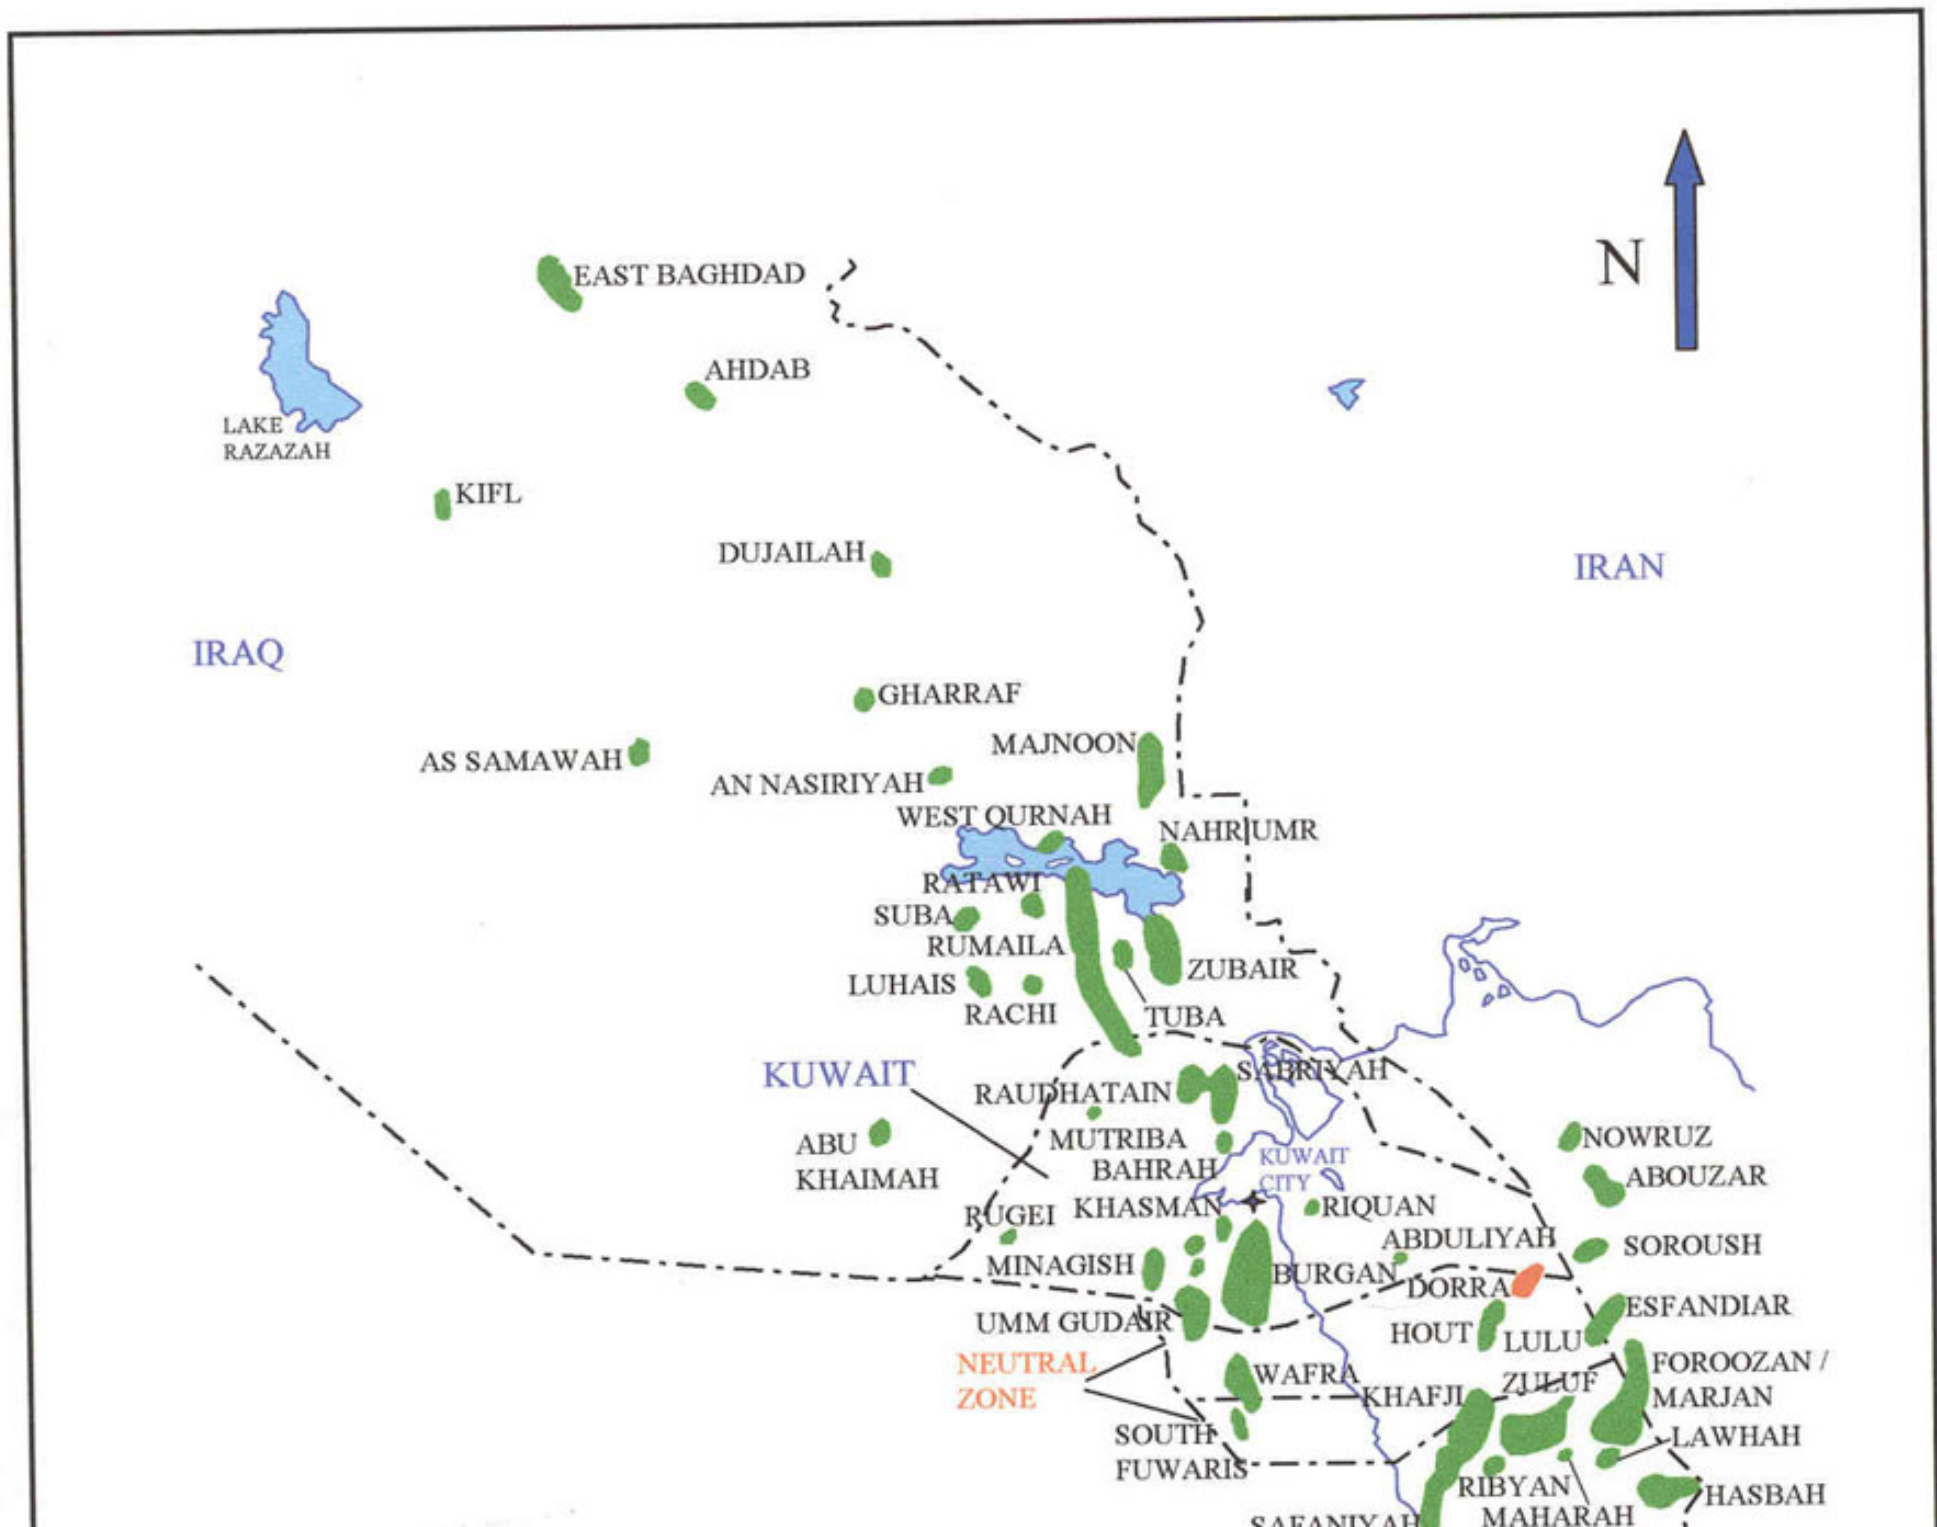 N
EAST BAGHDAD
AHDAB
LAKE
RAZAZAH
KIFL
DUJAILAH
IRAN
IRAQ
GHARRAF
MAJNOON
AS SAMAWAH
AN NASIRIYAH
WEST QURNAH
NAHR UMR
RATAWI
SUBA
RUMAILA
ZUBAIR
LUHAIS
RACHI
TUBA
KUWAIT
SABRIYAH
RAUDHATAIN
ABU
KHAIMAH
MUTRIBA
BAHRAH
KUWAIT
CITY
NOWRUZ
ABOUZAR
RUGEI
KHASMAN
RIQUAN
ABDULIYAH
SOROUSH
MINAGISH
BURGAN
DORRA
UMM GUDAIR
HOUT
LULU
ESFANDIAR
NEUTRAL
ZONE
WAFRA
KHAFJI
ZULUF
FOROOZAN /
MARJAN
SOUTH
FUWARIS
LAWHAH
RIBYAN
MAHARAH
HASBAH
SAFANIYAH